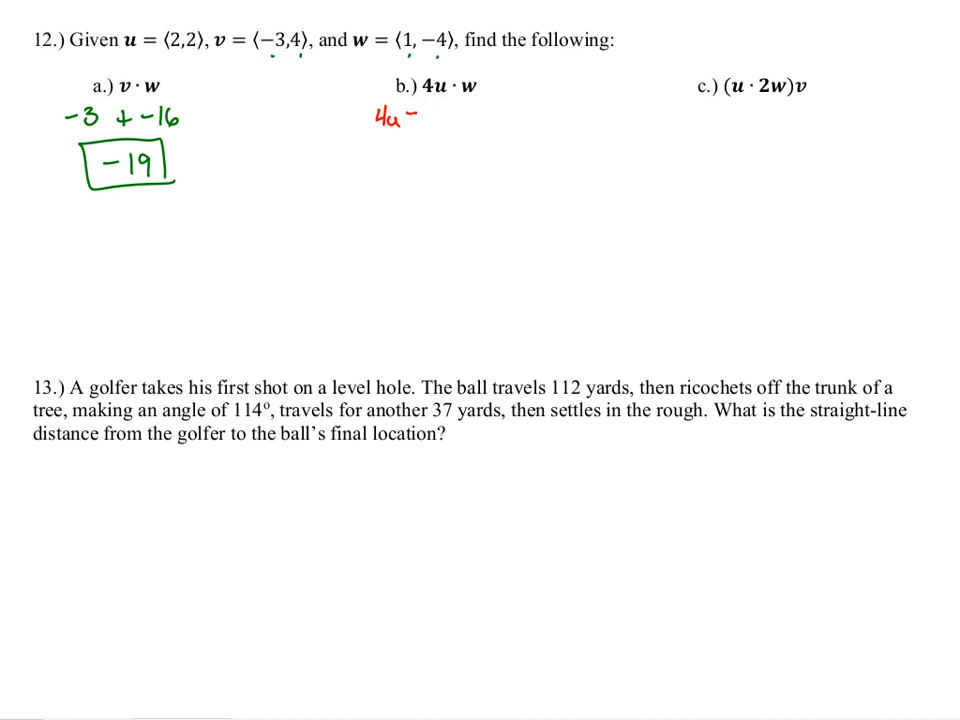 12.) Given u = ⟨2,2⟩, v = ⟨−3,4⟩, and w = ⟨1, −4⟩, find the following:
a.) v · w b.) 4u · w c.) (u · 2w)v
-3 + -16 4u -
-19
13.) A golfer takes his first shot on a level hole. The ball travels 112 yards, then ricochets off the trunk of a
tree, making an angle of 114°, travels for another 37 yards, then settles in the rough. What is the straight-line
distance from the golfer to the ball's final location?